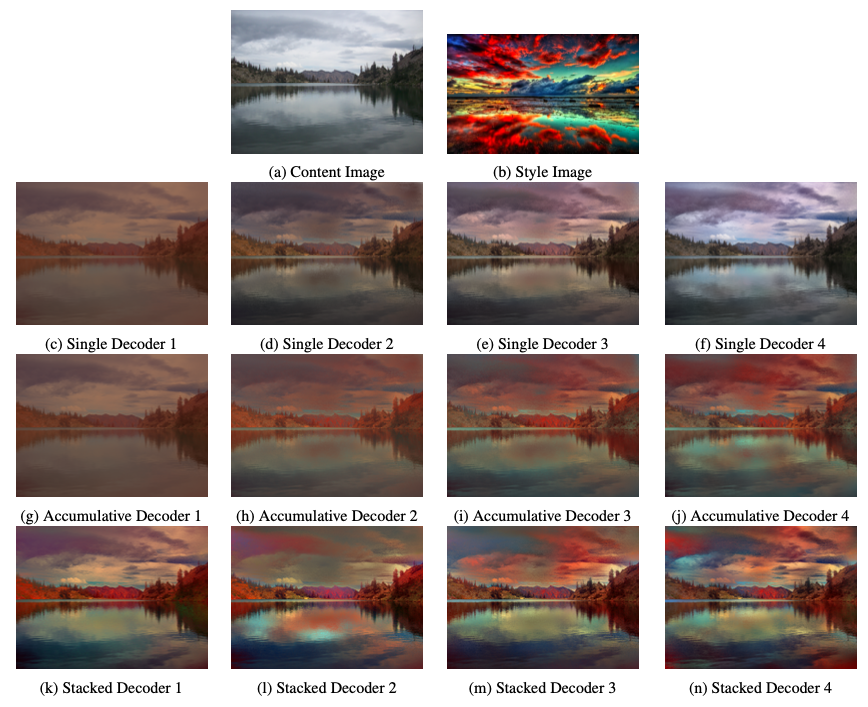 (a) Content Image
(b) Style Image
(c) Single Decoder 1
(d) Single Decoder 2
(e) Single Decoder 3
(f) Single Decoder 4
(g) Accumulative Decoder 1
(h) Accumulative Decoder 2
(i) Accumulative Decoder 3
(j) Accumulative Decoder 4
(k) Stacked Decoder 1
(l) Stacked Decoder 2
(m) Stacked Decoder 3
(n) Stacked Decoder 4